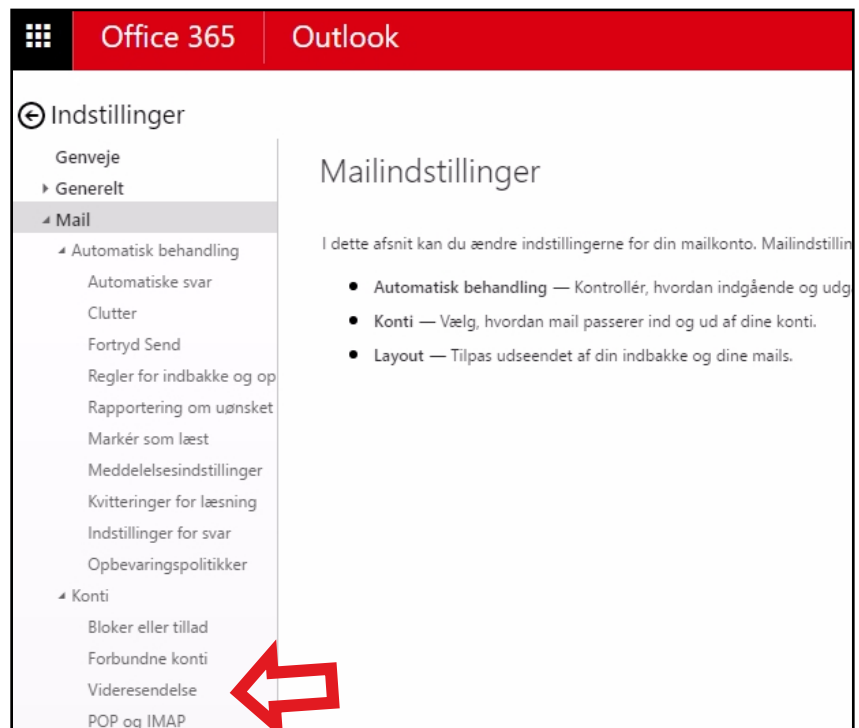 Office 365
Outlook
Indstillinger
Genveje
Generelt
Mail
Automatisk behandling
Automatiske svar
Clutter
Fortryd Send
Regler for indbakke og op
Rapportering om uønsket
Markér som læst
Meddelelsesindstillinger
Kvitteringer for læsning
Indstillinger for svar
Opbevaringspolitikker
Konti
Bloker eller tillad
Forbundne konti
Videresendelse
POP og IMAP
Mailindstillinger
I dette afsnit kan du ændre indstillingerne for din mailkonto. Mailindstillin
• Automatisk behandling — Kontrollér, hvordan indgående og udg
• Konti — Vælg, hvordan mail passerer ind og ud af dine konti.
• Layout — Tilpas udseendet af din indbakke og dine mails.